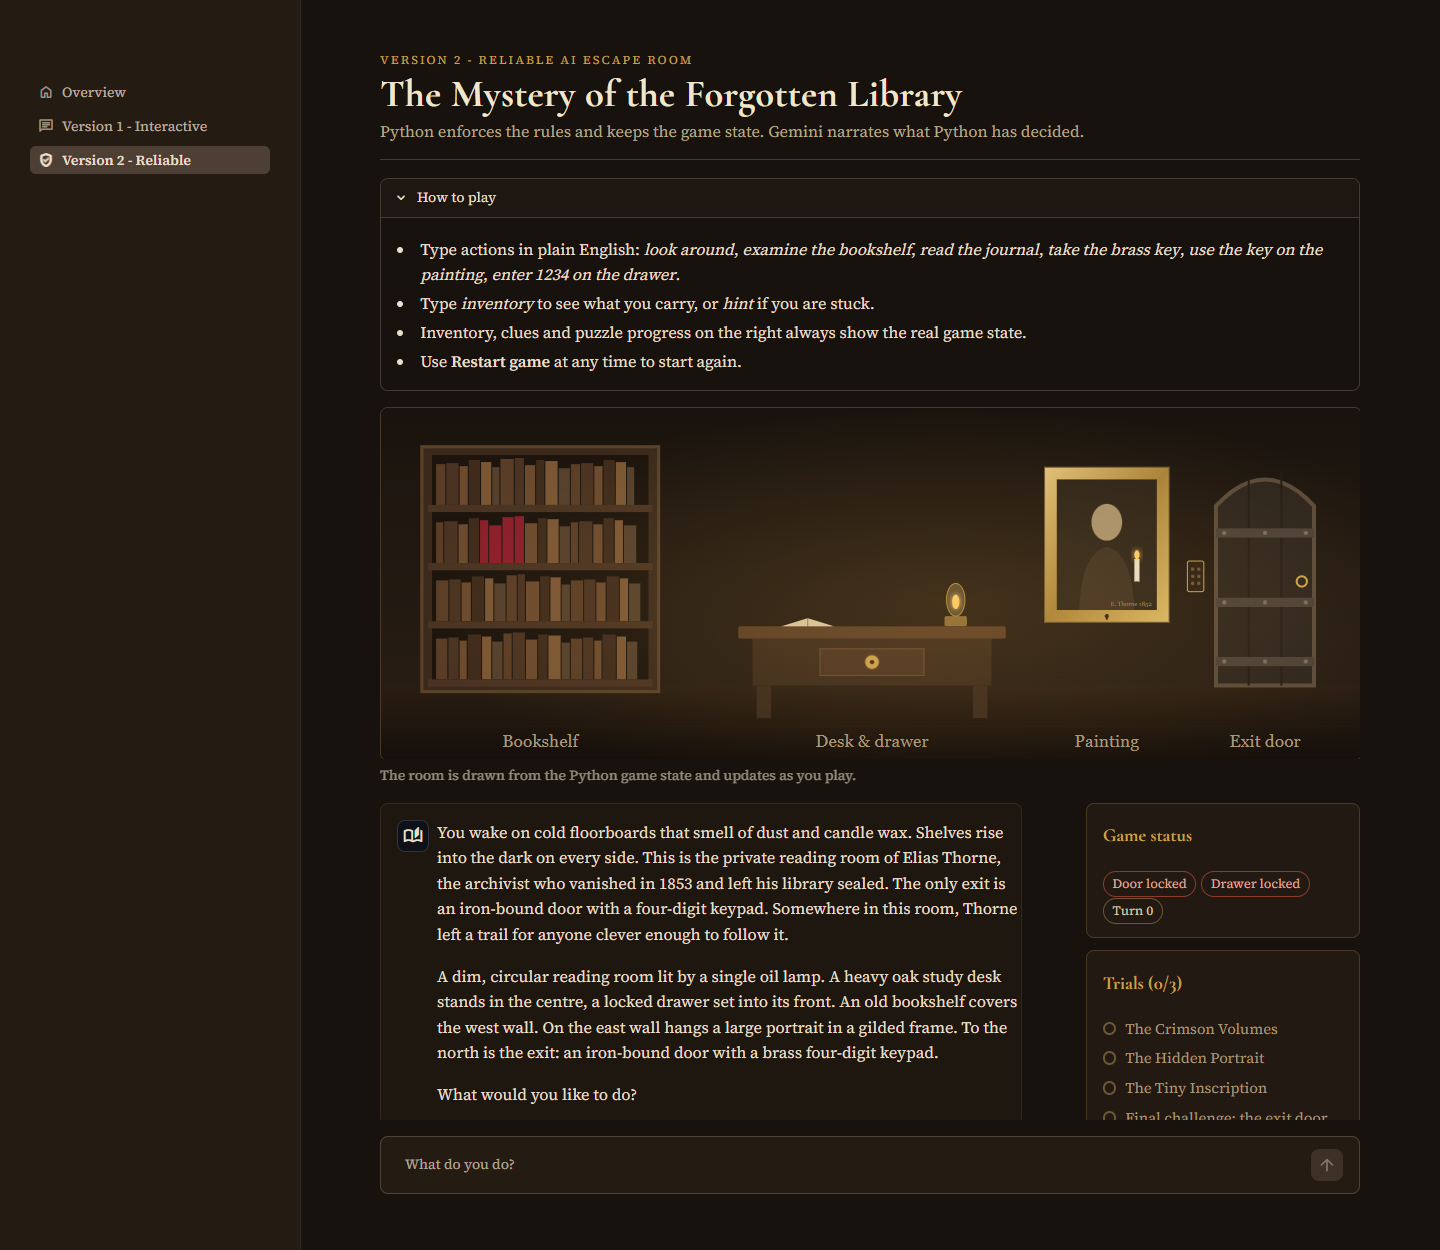 Overview
Version 1 - Interactive
Version 2 - Reliable
VERSION 2 - RELIABLE AI ESCAPE ROOM
The Mystery of the Forgotten Library
Python enforces the rules and keeps the game state. Gemini narrates what Python has decided.
How to play
Type actions in plain English: look around, examine the bookshelf, read the journal, take the brass key, use the key on the
painting, enter 1234 on the drawer.
Type inventory to see what you carry, or hint if you are stuck.
Inventory, clues and puzzle progress on the right always show the real game state.
Use Restart game at any time to start again.
E. Thorne 1852
Bookshelf
Desk & drawer
Painting
Exit door
The room is drawn from the Python game state and updates as you play.
You wake on cold floorboards that smell of dust and candle wax. Shelves rise
into the dark on every side. This is the private reading room of Elias Thorne,
the archivist who vanished in 1853 and left his library sealed. The only exit is
an iron-bound door with a four-digit keypad. Somewhere in this room, Thorne
left a trail for anyone clever enough to follow it.
A dim, circular reading room lit by a single oil lamp. A heavy oak study desk
stands in the centre, a locked drawer set into its front. An old bookshelf covers
the west wall. On the east wall hangs a large portrait in a gilded frame. To the
north is the exit: an iron-bound door with a brass four-digit keypad.
What would you like to do?
Game status
Door locked
Drawer locked
Turn 0
Trials (0/3)
The Crimson Volumes
The Hidden Portrait
The Tiny Inscription
Final challenge: the exit door
What do you do?